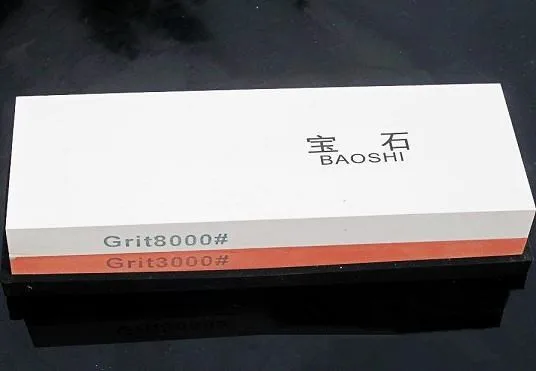 宝 石
BAOSHI
Grit8000#
Grit3000#